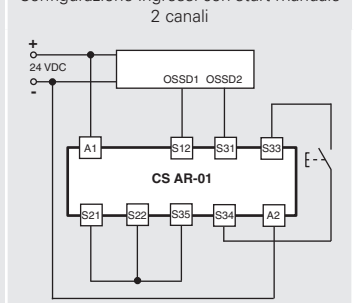 Configurazione ingressi con start manuale
2 canali
+
24 VDC
-
OSSD1 OSSD2
A1 S12 S31 S33
CS AR-01
S21 S22 S35 S34 A2